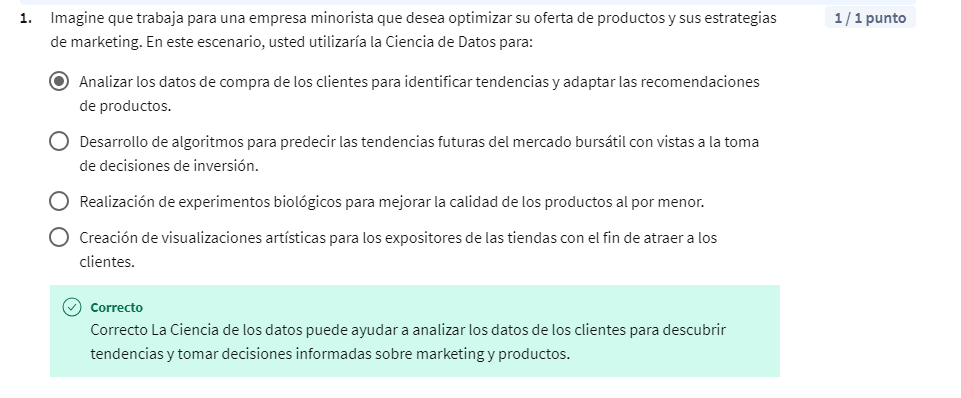 1. Imagine que trabaja para una empresa minorista que desea optimizar su oferta de productos y sus estrategias
de marketing. En este escenario, usted utilizaría la Ciencia de Datos para:
1 / 1 punto
Analizar los datos de compra de los clientes para identificar tendencias y adaptar las recomendaciones
de productos.
Desarrollo de algoritmos para predecir las tendencias futuras del mercado bursátil con vistas a la toma
de decisiones de inversión.
Realización de experimentos biológicos para mejorar la calidad de los productos al por menor.
Creación de visualizaciones artísticas para los expositores de las tiendas con el fin de atraer a los
clientes.
Correcto
Correcto La Ciencia de los datos puede ayudar a analizar los datos de los clientes para descubrir
tendencias y tomar decisiones informadas sobre marketing y productos.